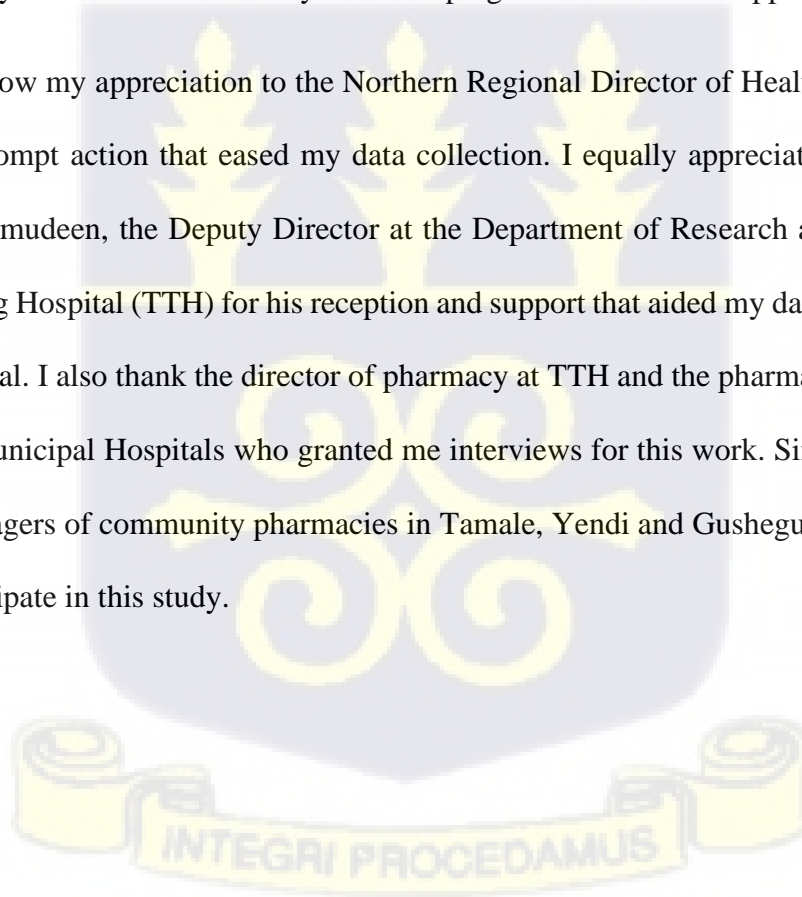 ow my appreciation to the Northern Regional Director of Heal
ompt action that eased my data collection. I equally appreciat
mudeen, the Deputy Director at the Department of Research a
g Hospital (TTH) for his reception and support that aided my da
al. I also thank the director of pharmacy at TTH and the pharma
unicipal Hospitals who granted me interviews for this work. Si
agers of community pharmacies in Tamale, Yendi and Gushegu
ipate in this study.
INTEGRI PROCEDAMUS